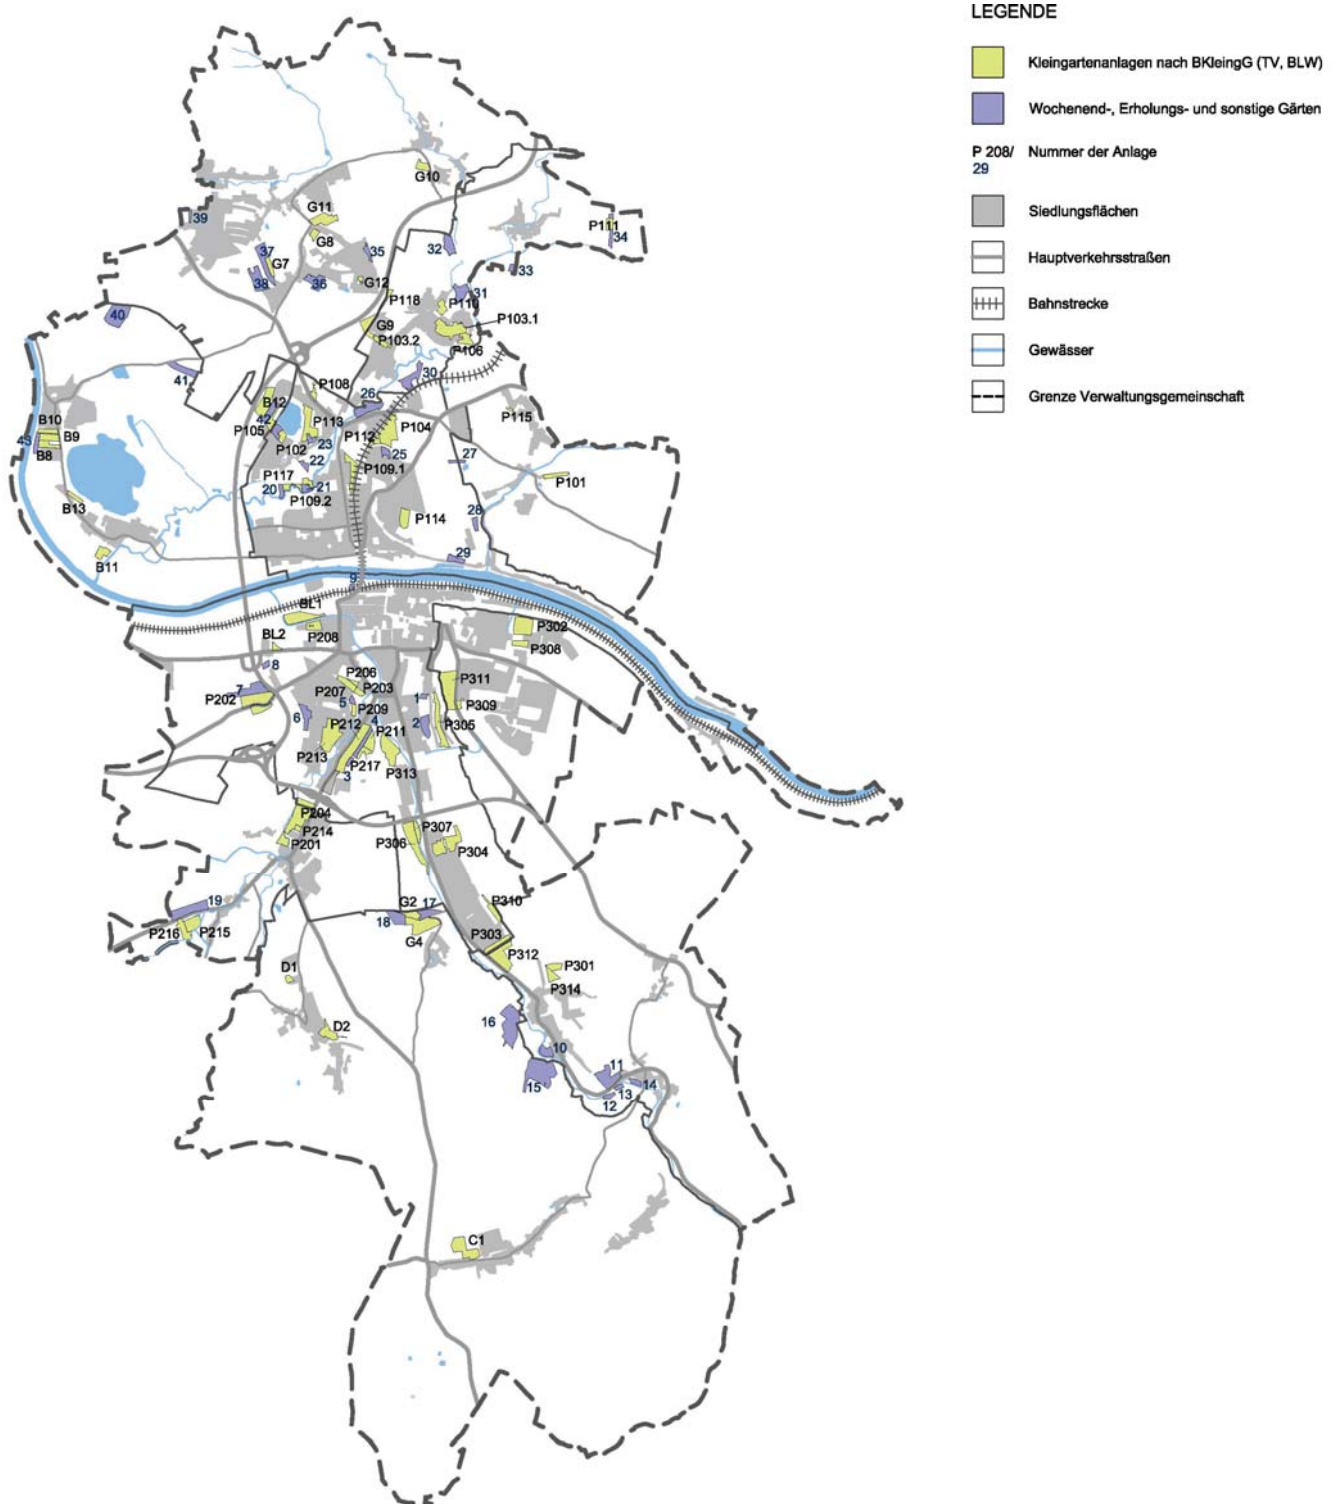 LEGENDE
Kleingartenanlagen nach BKleingG (TV, BLW)
Wochenend-, Erholungs- und sonstige Gärten
P 208/ Nummer der Anlage
29
Siedlungsflächen
Hauptverkehrsstraßen
Bahnstrecke
Gewässer
Grenze Verwaltungsgemeinschaft
G10
G11
39
G8
P111
34
32
35
37
G7
38
36
G12
33
31
P118
P110
40
G9
P103.1
P103.2
P106
41
30
P108
B12
26
42
P113
P115
B10
P105
P112
P104
43
B9
P102
23
B8
25
27
22
P109.1
P117
P101
20
21
P109.2
B13
P114
28
B11
29
9
BL1
P208
P302
BL2
P308
8
P206
P311
7
P207
P203
P202
5
1
P209
P309
6
P212
4
2
P211
P305
P213
P217
3
P313
P204
P214
P307
P201
P306
P304
19
P310
G2
17
18
P216
P215
G4
P303
P312
D1
P301
P314
16
D2
10
11
15
14
13
12
C1